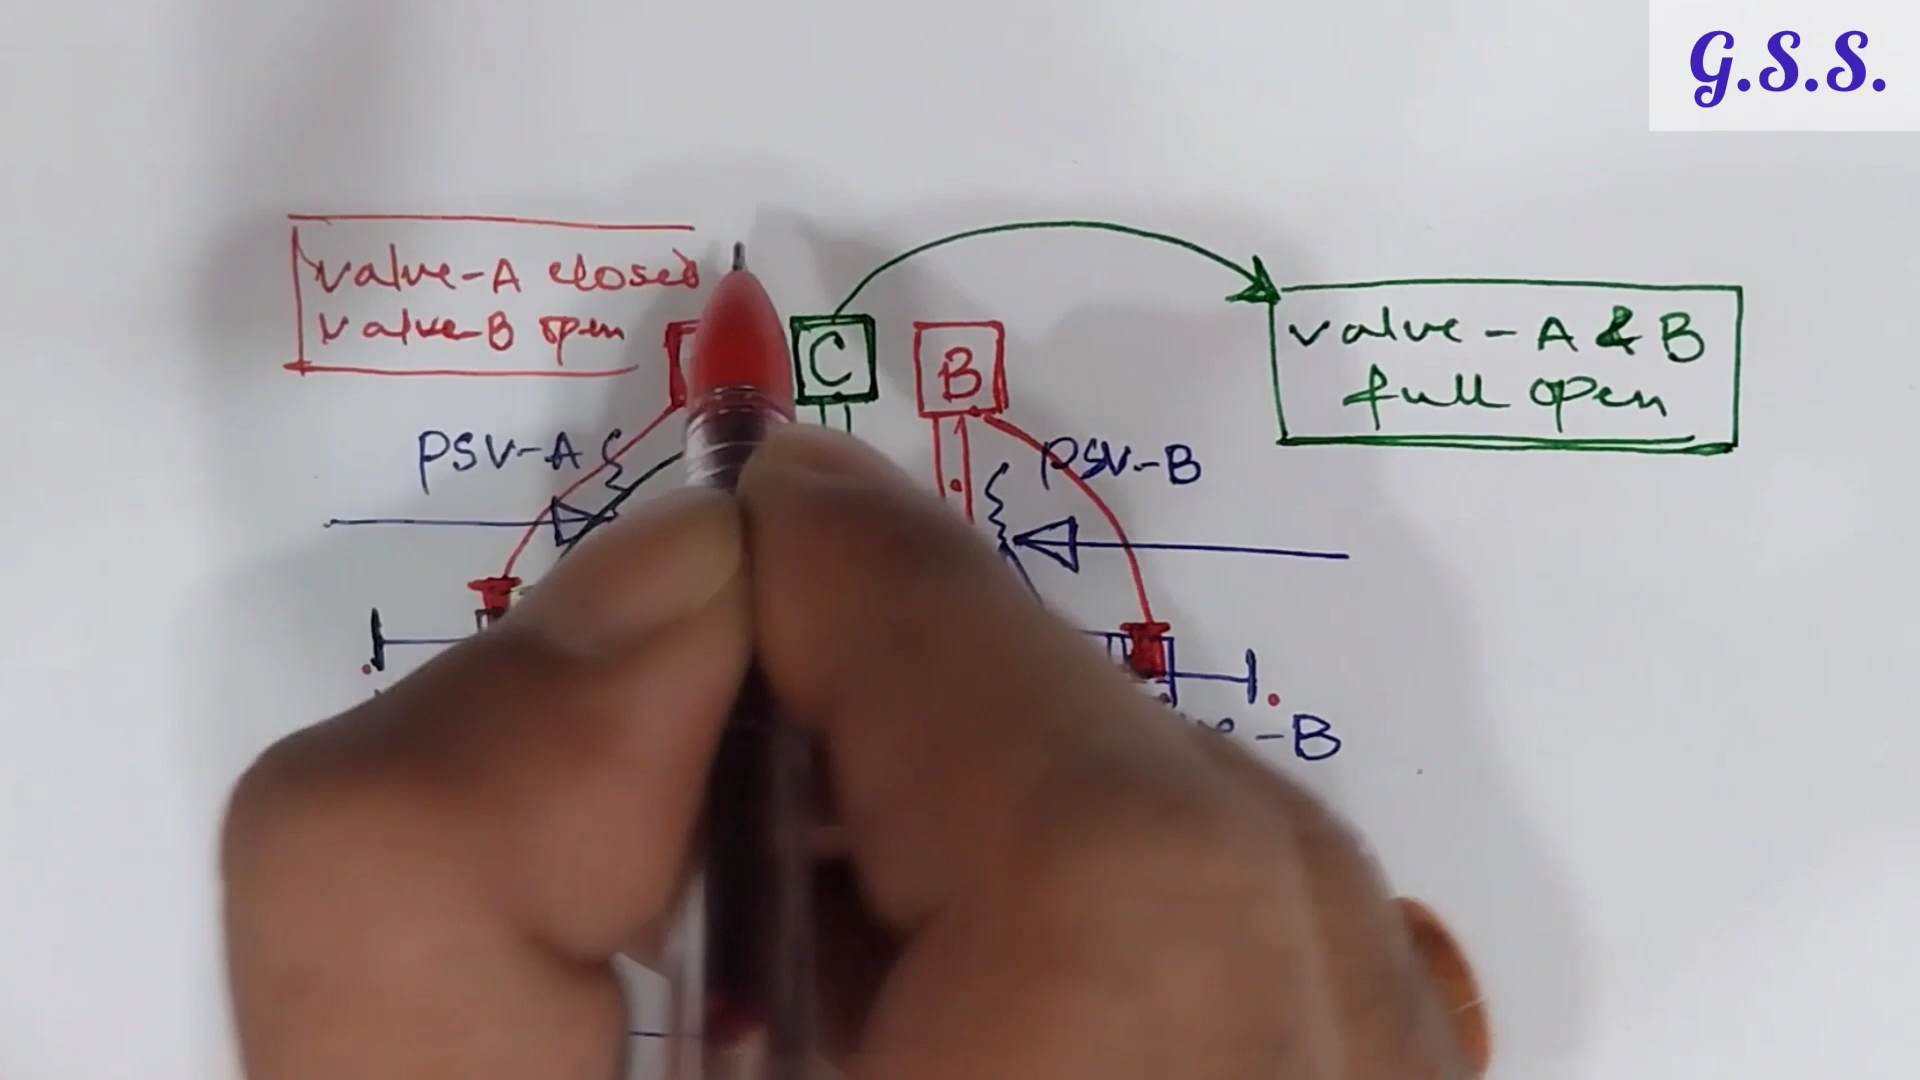 G.S.S.
valve-A closed
valve-B open
C
B
valve - A & B
full open
PSV-A
PSV-B
-B